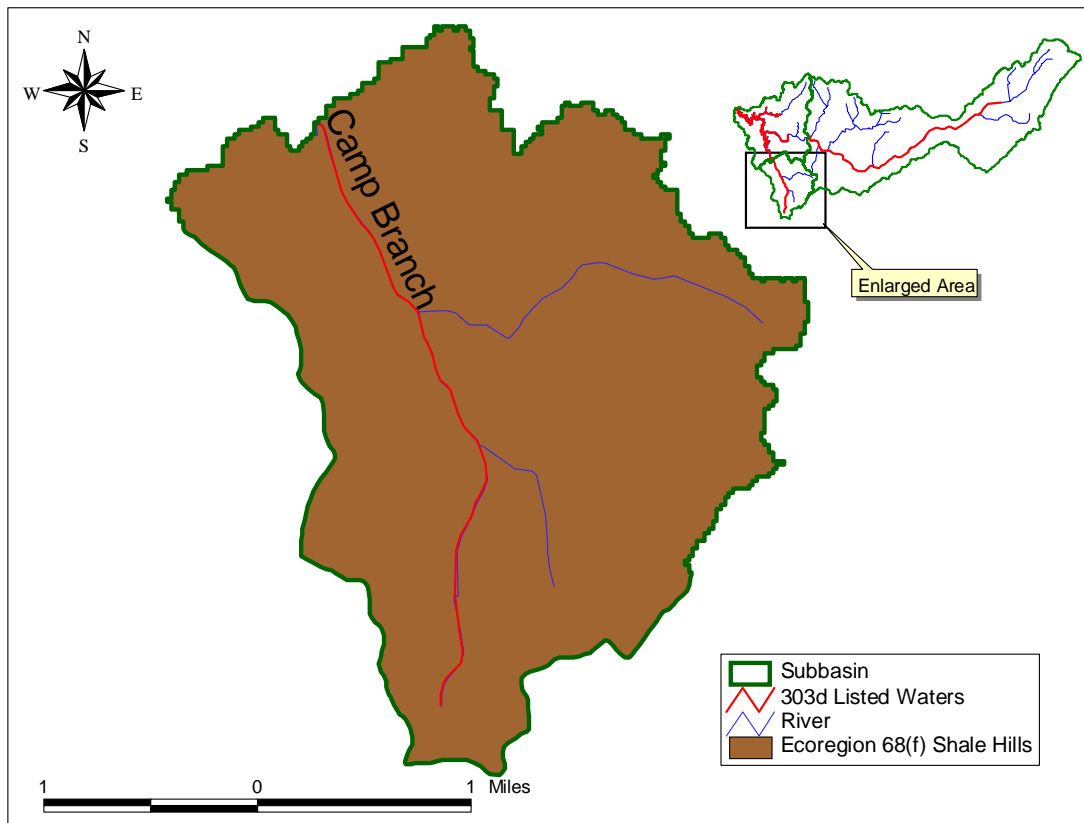 N
W E
S
Camp Branch
Enlarged Area
Subbasin
303d Listed Waters
River
Ecoregion 68(f) Shale Hills
1 0 1 Miles